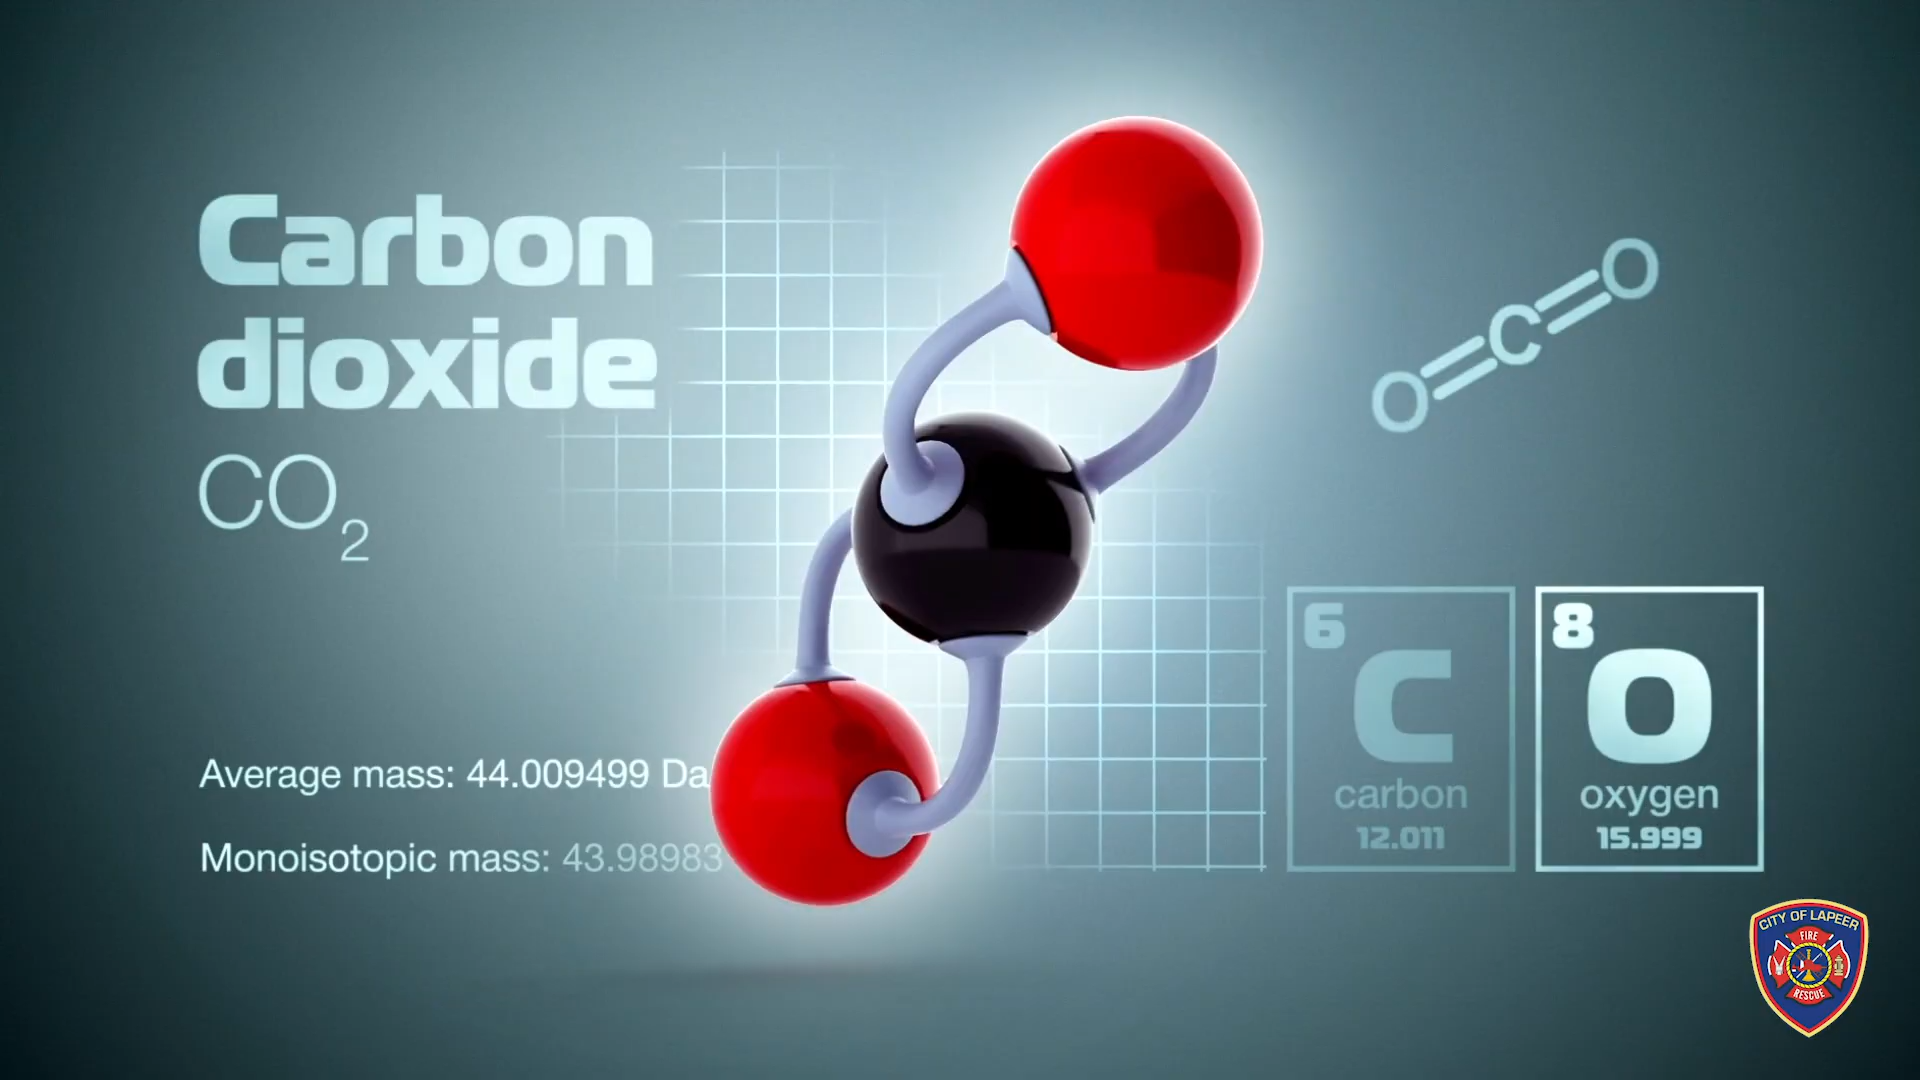 Carbon
dioxide
CO2
Average mass: 44.009499 Da
Monoisotopic mass: 43.98983
O=C=O
6
C
carbon
12.011
8
O
oxygen
15.999
CITY OF LAPEER
FIRE
RESCUE